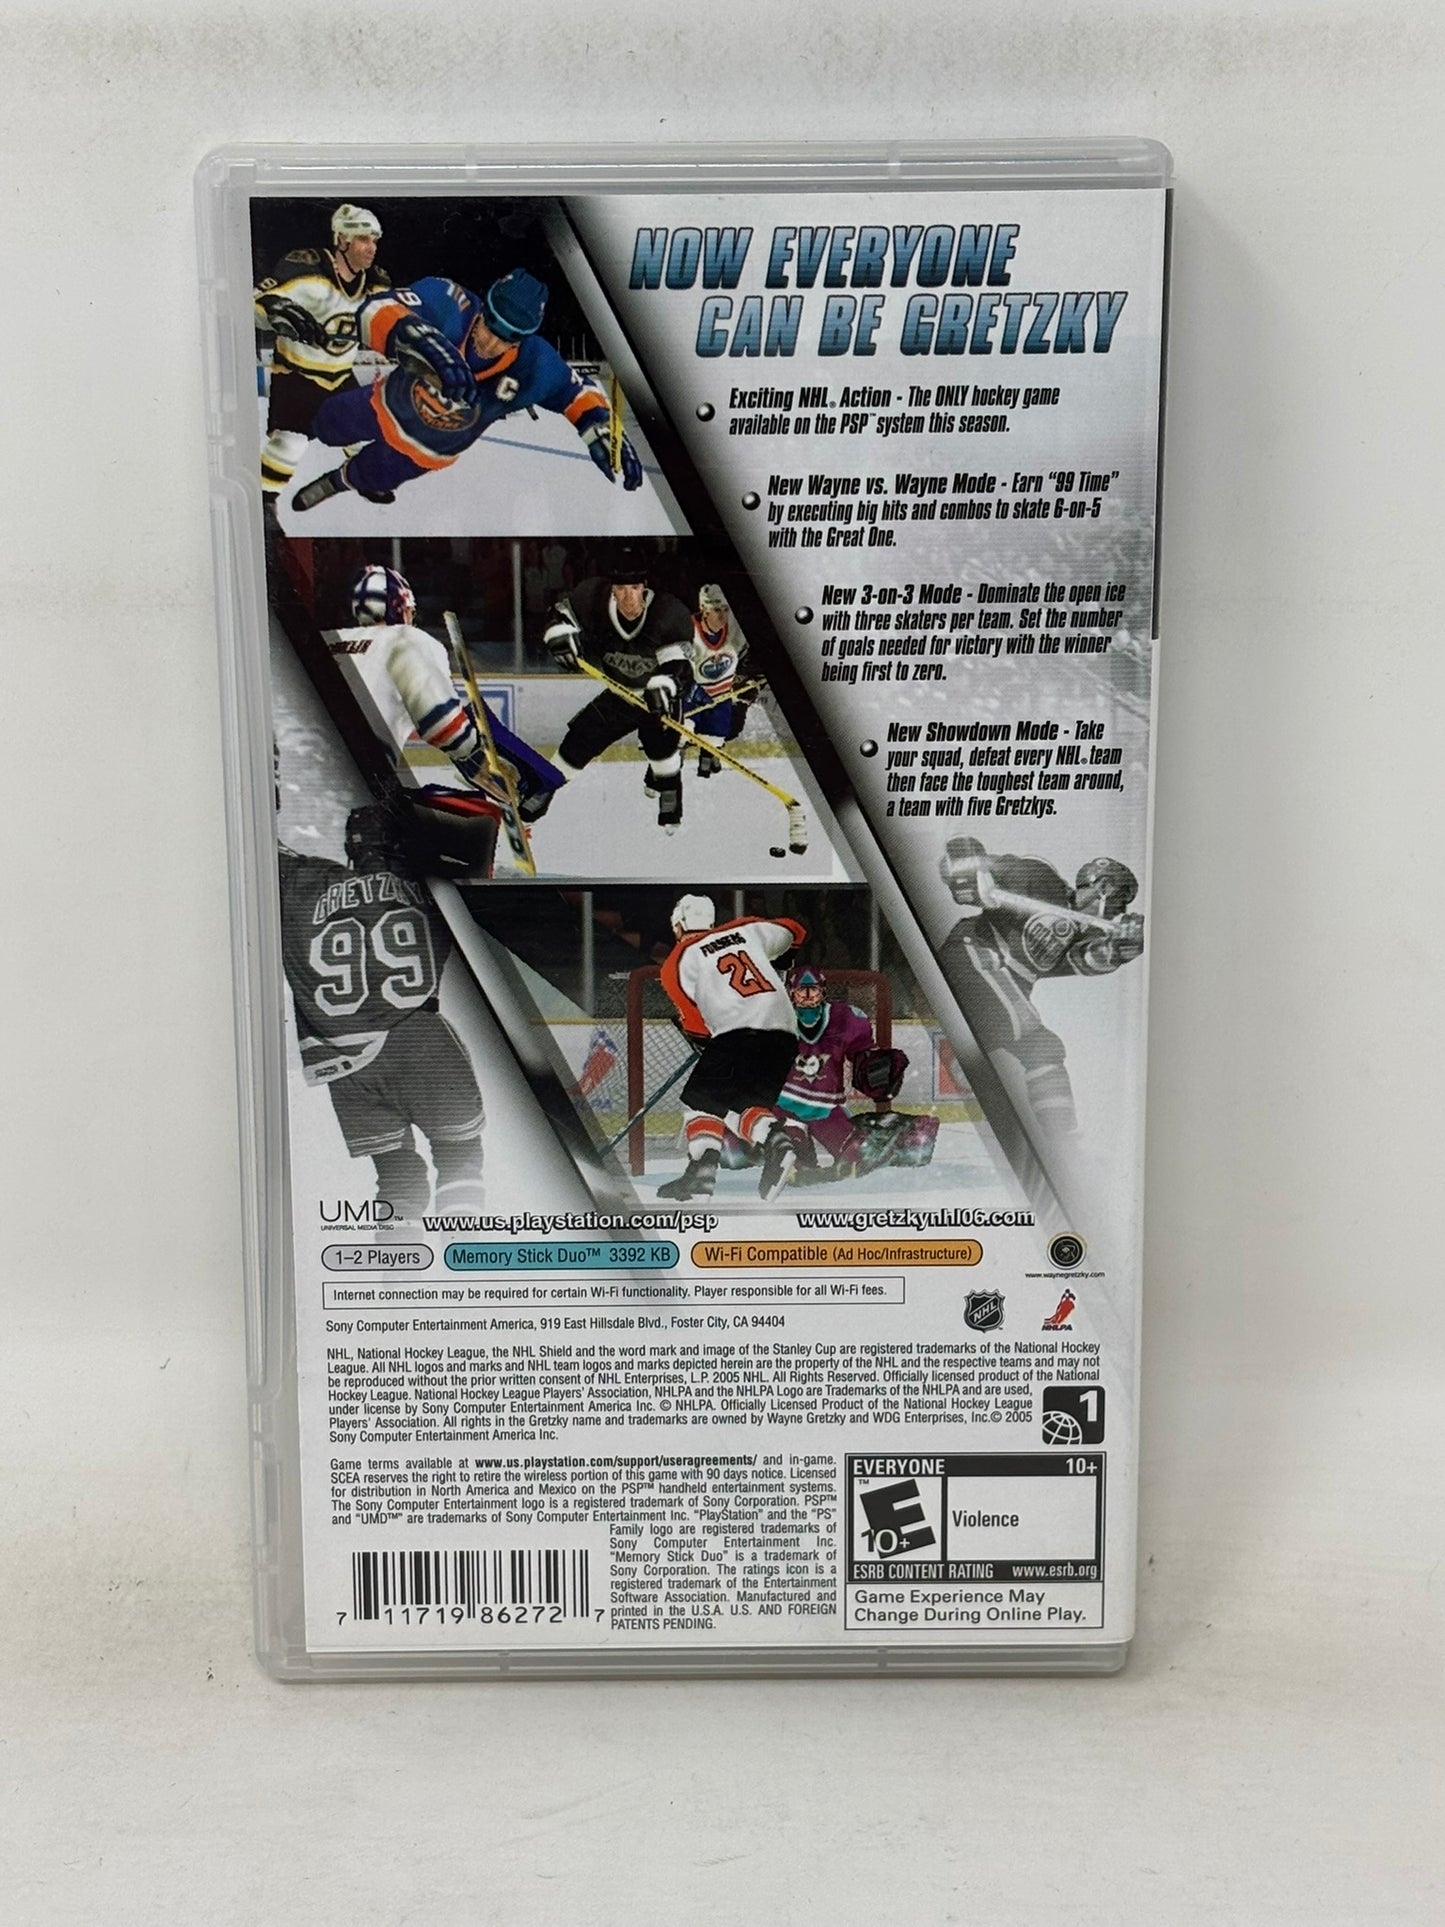 NOW EVERYONE
CAN BE GRETZKY
Exciting NHL® Action - The ONLY hockey game
available on the PSP™ system this season.
New Wayne vs. Wayne Mode - Earn “99 Time”
by executing big hits and combos to skate 6-on-5
with the Great One.
New 3-on-3 Mode - Dominate the open ice
with three skaters per team. Set the number
of goals needed for victory with the winner
being first to zero.
New Showdown Mode - Take
your squad, defeat every NHL® team
then face the toughest team around,
a team with five Gretzkys.
C
KINGS
GRETZKY
99
FORSBERG
21
UMD™
UNIVERSAL MEDIA DISC
www.us.playstation.com/psp
www.gretzkynhl06.com
1–2 Players
Memory Stick Duo™ 3392 KB
Wi-Fi Compatible (Ad Hoc/Infrastructure)
www.waynegretzky.com
Internet connection may be required for certain Wi-Fi functionality. Player responsible for all Wi-Fi fees.
NHL
NHLPA
Sony Computer Entertainment America, 919 East Hillsdale Blvd., Foster City, CA 94404
NHL, National Hockey League, the NHL Shield and the word mark and image of the Stanley Cup are registered trademarks of the National Hockey
League. All NHL logos and marks and NHL team logos and marks depicted herein are the property of the NHL and the respective teams and may not
be reproduced without the prior written consent of NHL Enterprises, L.P. 2005 NHL. All Rights Reserved. Officially licensed product of the National
Hockey League. National Hockey League Players' Association, NHLPA and the NHLPA Logo are Trademarks of the NHLPA and are used,
under license by Sony Computer Entertainment America Inc. © NHLPA. Officially Licensed Product of the National Hockey League
Players' Association. All rights in the Gretzky name and trademarks are owned by Wayne Gretzky and WDG Enterprises, Inc.© 2005
Sony Computer Entertainment America Inc.
1
Game terms available at www.us.playstation.com/support/useragreements/ and in-game.
SCEA reserves the right to retire the wireless portion of this game with 90 days notice. Licensed
for distribution in North America and Mexico on the PSP™ handheld entertainment systems.
The Sony Computer Entertainment logo is a registered trademark of Sony Corporation. PSP™
and "UMD™" are trademarks of Sony Computer Entertainment Inc. "PlayStation" and the "PS"
Family logo are registered trademarks of
Sony Computer Entertainment Inc.
"Memory Stick Duo" is a trademark of
Sony Corporation. The ratings icon is a
registered trademark of the Entertainment
Software Association. Manufactured and
printed in the U.S.A. U.S. AND FOREIGN
PATENTS PENDING.
7 11719 86272 7
EVERYONE 10+
™
E
10+
Violence
ESRB CONTENT RATING www.esrb.org
Game Experience May
Change During Online Play.